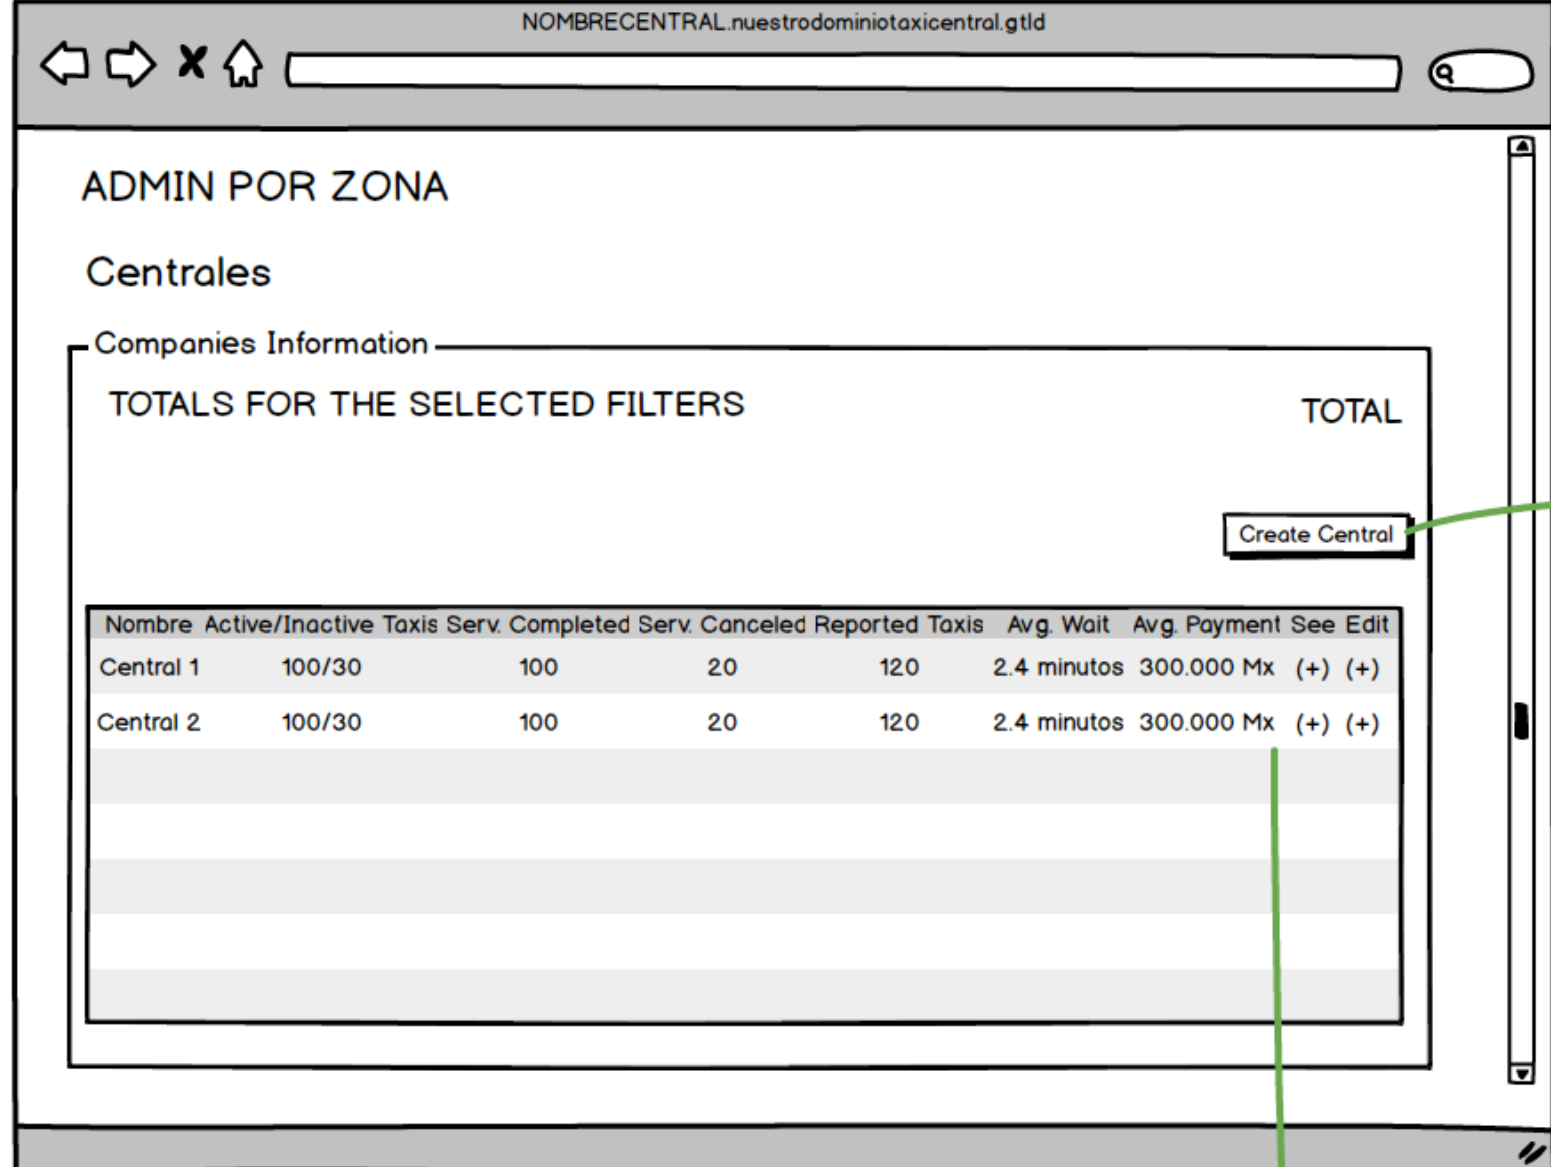 NOMBRECENTRAL.nuestrodominiotaxicentral.gtld
ADMIN POR ZONA
Centrales
Companies Information
TOTALS FOR THE SELECTED FILTERS TOTAL
Create Central
Nombre Active/Inactive Taxis Serv. Completed Serv. Canceled Reported Taxis Avg. Wait Avg. Payment See Edit
Central 1 100/30 100 20 120 2.4 minutos 300.000 Mx (+) (+)
Central 2 100/30 100 20 120 2.4 minutos 300.000 Mx (+) (+)